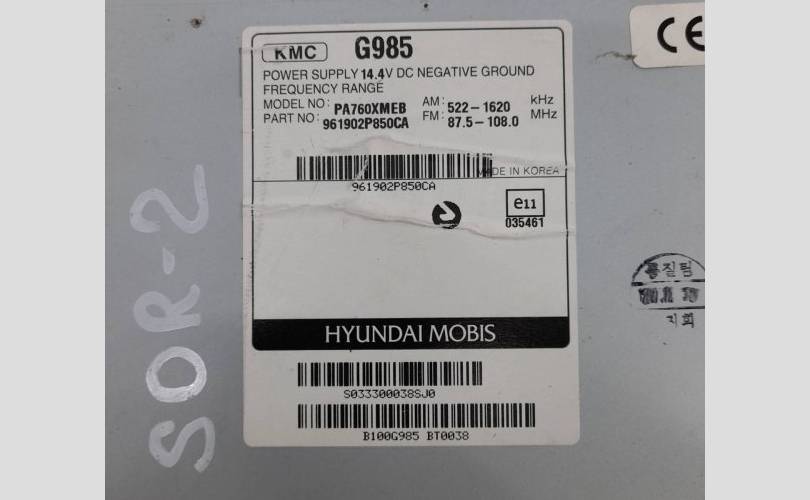 CE
KMC G985
POWER SUPPLY 14.4V DC NEGATIVE GROUND
FREQUENCY RANGE
MODEL NO: PA760XMEB AM: 522-1620 kHz
PART NO: 961902P850CA FM: 87.5-108.0 MHz
MADE IN KOREA
961902P850CA
e11
035461
HYUNDAI MOBIS
S033300038SJ0
B100G985 BT0038
SOR-2
품질팀
지희